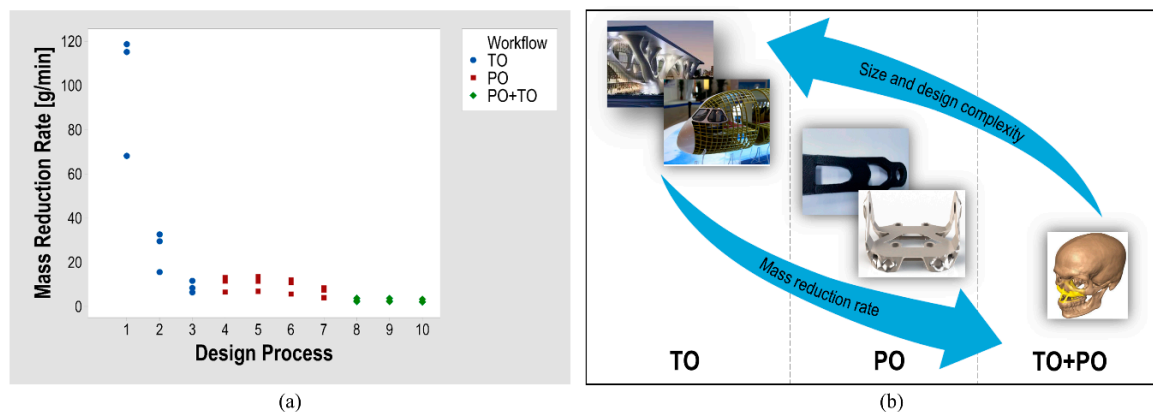 Mass Reduction Rate [g/min]
120
100
80
60
40
20
0
1 2 3 4 5 6 7 8 9 10
Design Process
Workflow
TO
PO
PO+TO
(a)
Size and design complexity
Mass reduction rate
TO PO TO+PO
(b)